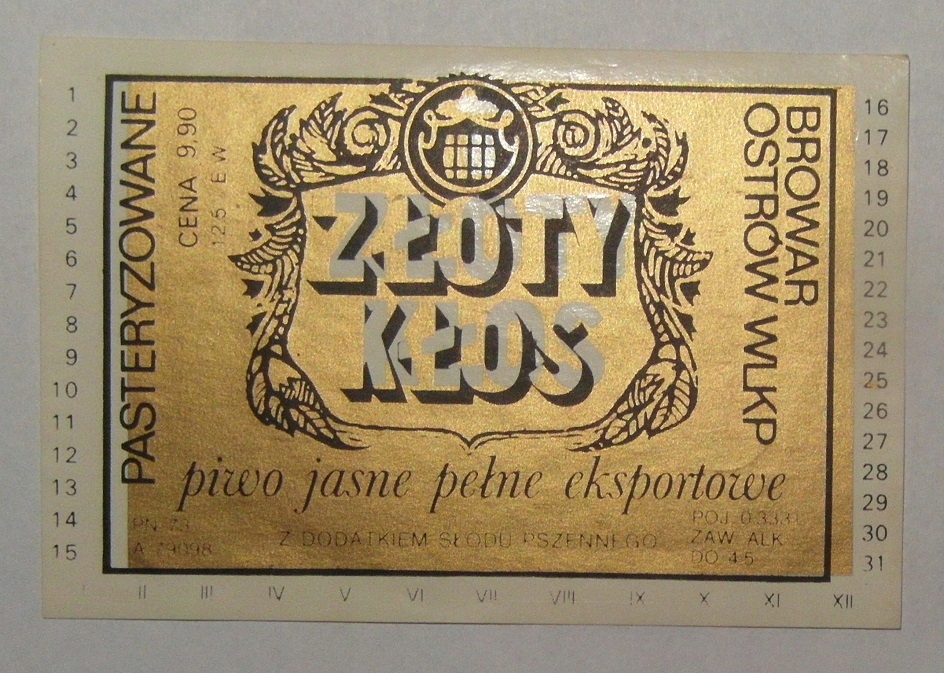 1
2
3
4
5
6
7
8
9
10
11
12
13
14
15
PASTERYZOWANE
CENA 9,90
12,5 E W
ZŁOTY
KŁOS
piwo jasne pełne eksportowe
Z DODATKIEM SŁODU PSZENNEGO
PN 73
A 79098
POJ. 0,333 L
ZAW. ALK.
DO 4,5
BROWAR
OSTRÓW WLKP
16
17
18
19
20
21
22
23
24
25
26
27
28
29
30
31
II III IV V VI VII VIII IX X XI XII